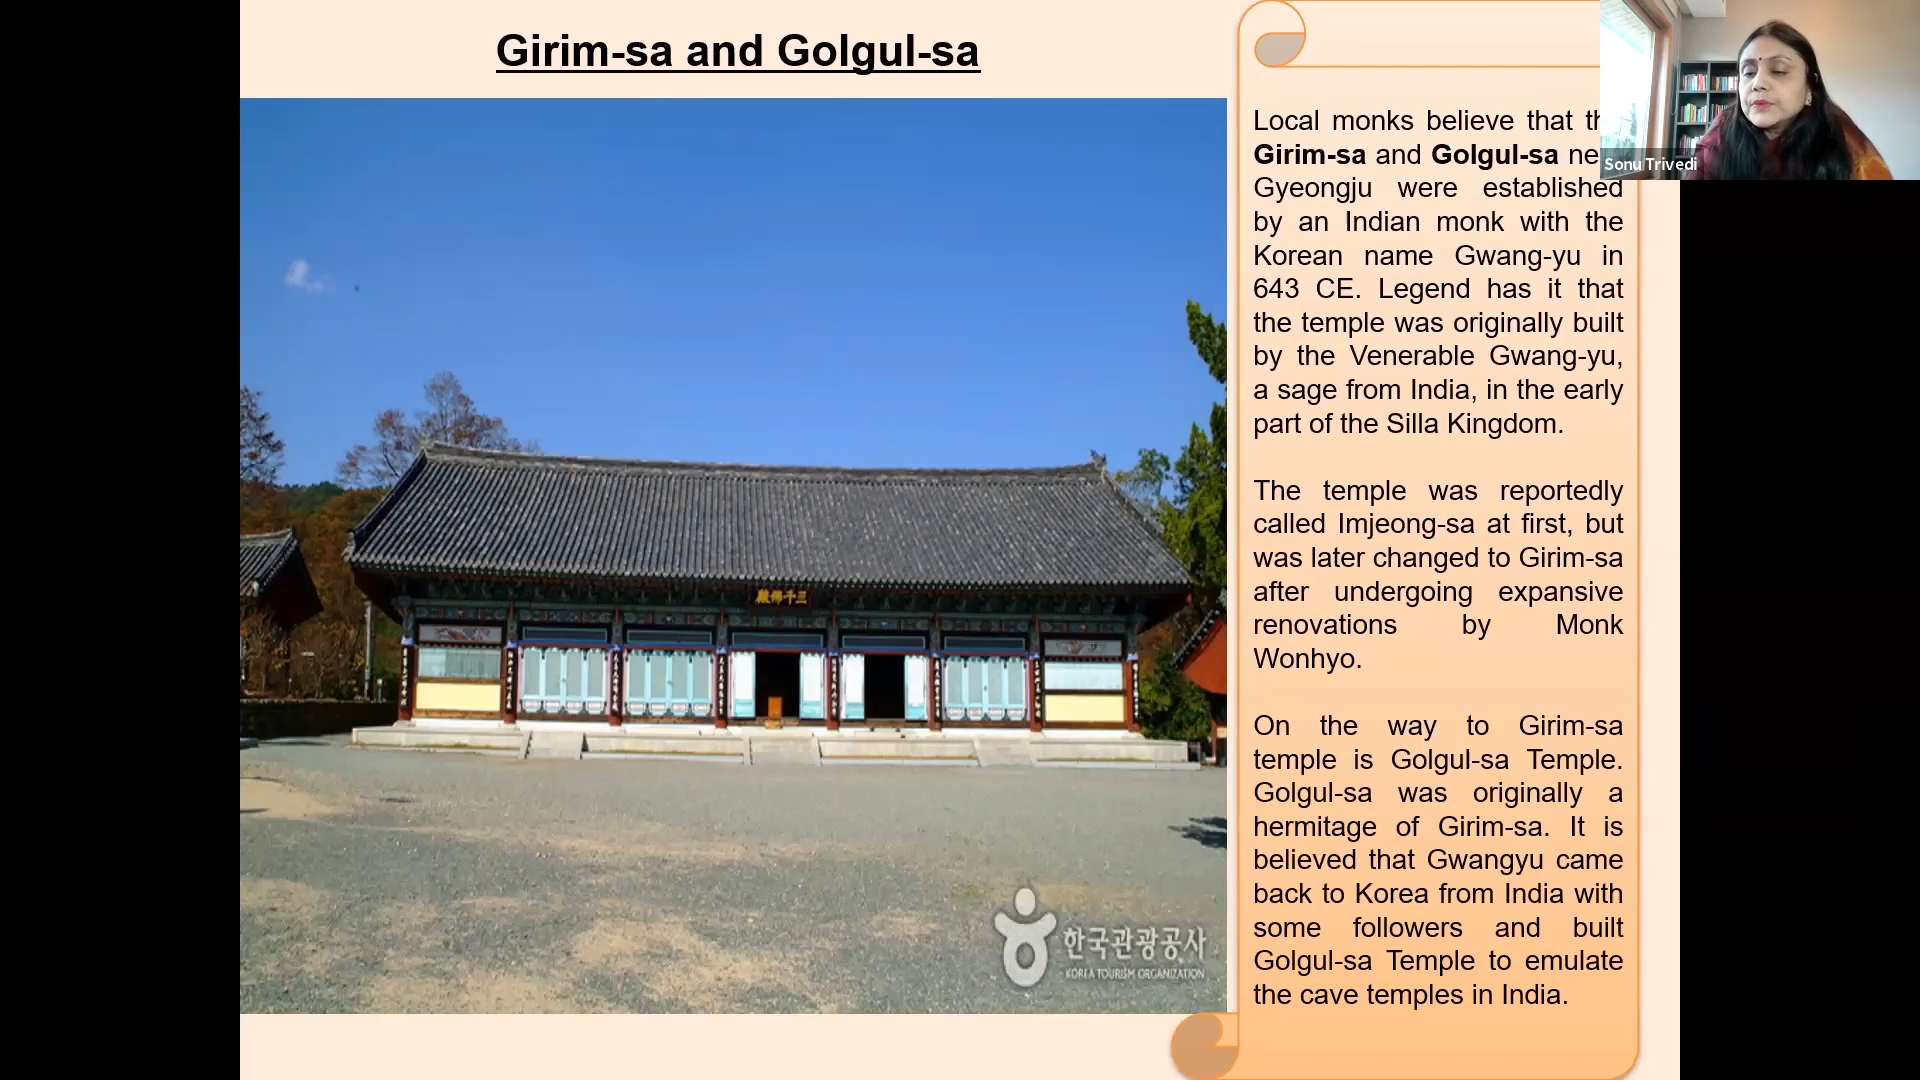 Girim-sa and Golgul-sa
Local monks believe that
Girim-sa and Golgul-sa
Gyeongju were established
by an Indian monk with the
Korean name Gwang-yu in
643 CE. Legend has it that
the temple was originally built
by the Venerable Gwang-yu,
a sage from India, in the early
part of the Silla Kingdom.
The temple was reportedly
called Imjeong-sa at first, but
was later changed to Girim-sa
after undergoing expansive
renovations by Monk
Wonhyo.
On the way to Girim-sa
temple is Golgul-sa Temple.
Golgul-sa was originally a
hermitage of Girim-sa. It is
believed that Gwangyu came
back to Korea from India with
some followers and built
Golgul-sa Temple to emulate
the cave temples in India.
Sonu Trivedi
殿佛千三
한국관광공사
KOREA TOURISM ORGANIZATION